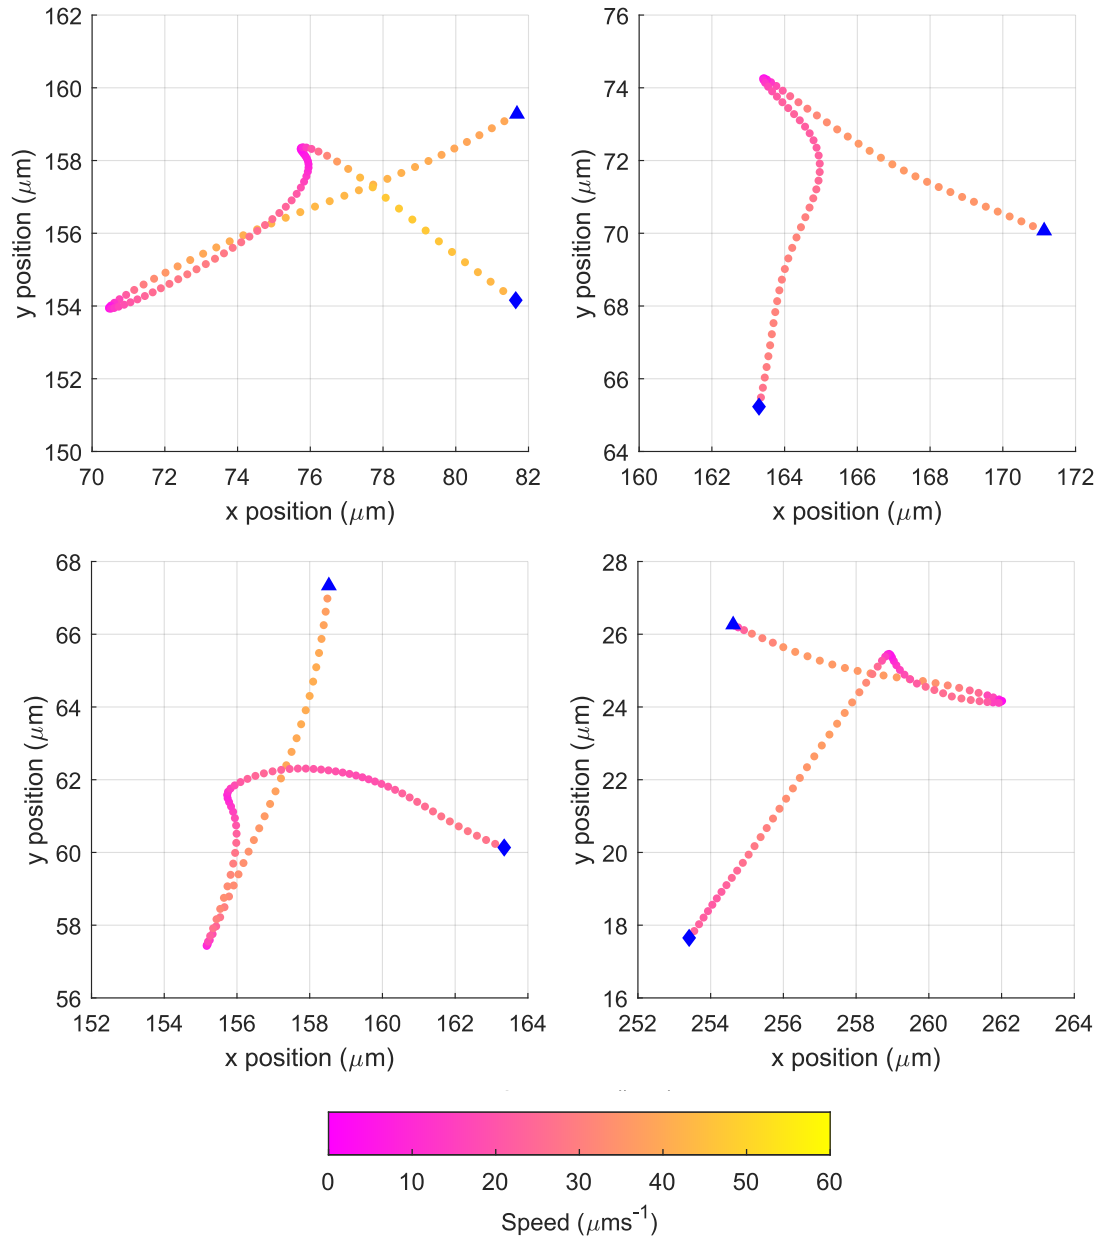 162
160
158
156
154
152
150
y position (μm)
70 72 74 76 78 80 82
x position (μm)
76
74
72
70
68
66
64
y position (μm)
160 162 164 166 168 170 172
x position (μm)
68
66
64
62
60
58
56
y position (μm)
152 154 156 158 160 162 164
x position (μm)
28
26
24
22
20
18
16
y position (μm)
252 254 256 258 260 262 264
x position (μm)
0 10 20 30 40 50 60
Speed (μms⁻¹)